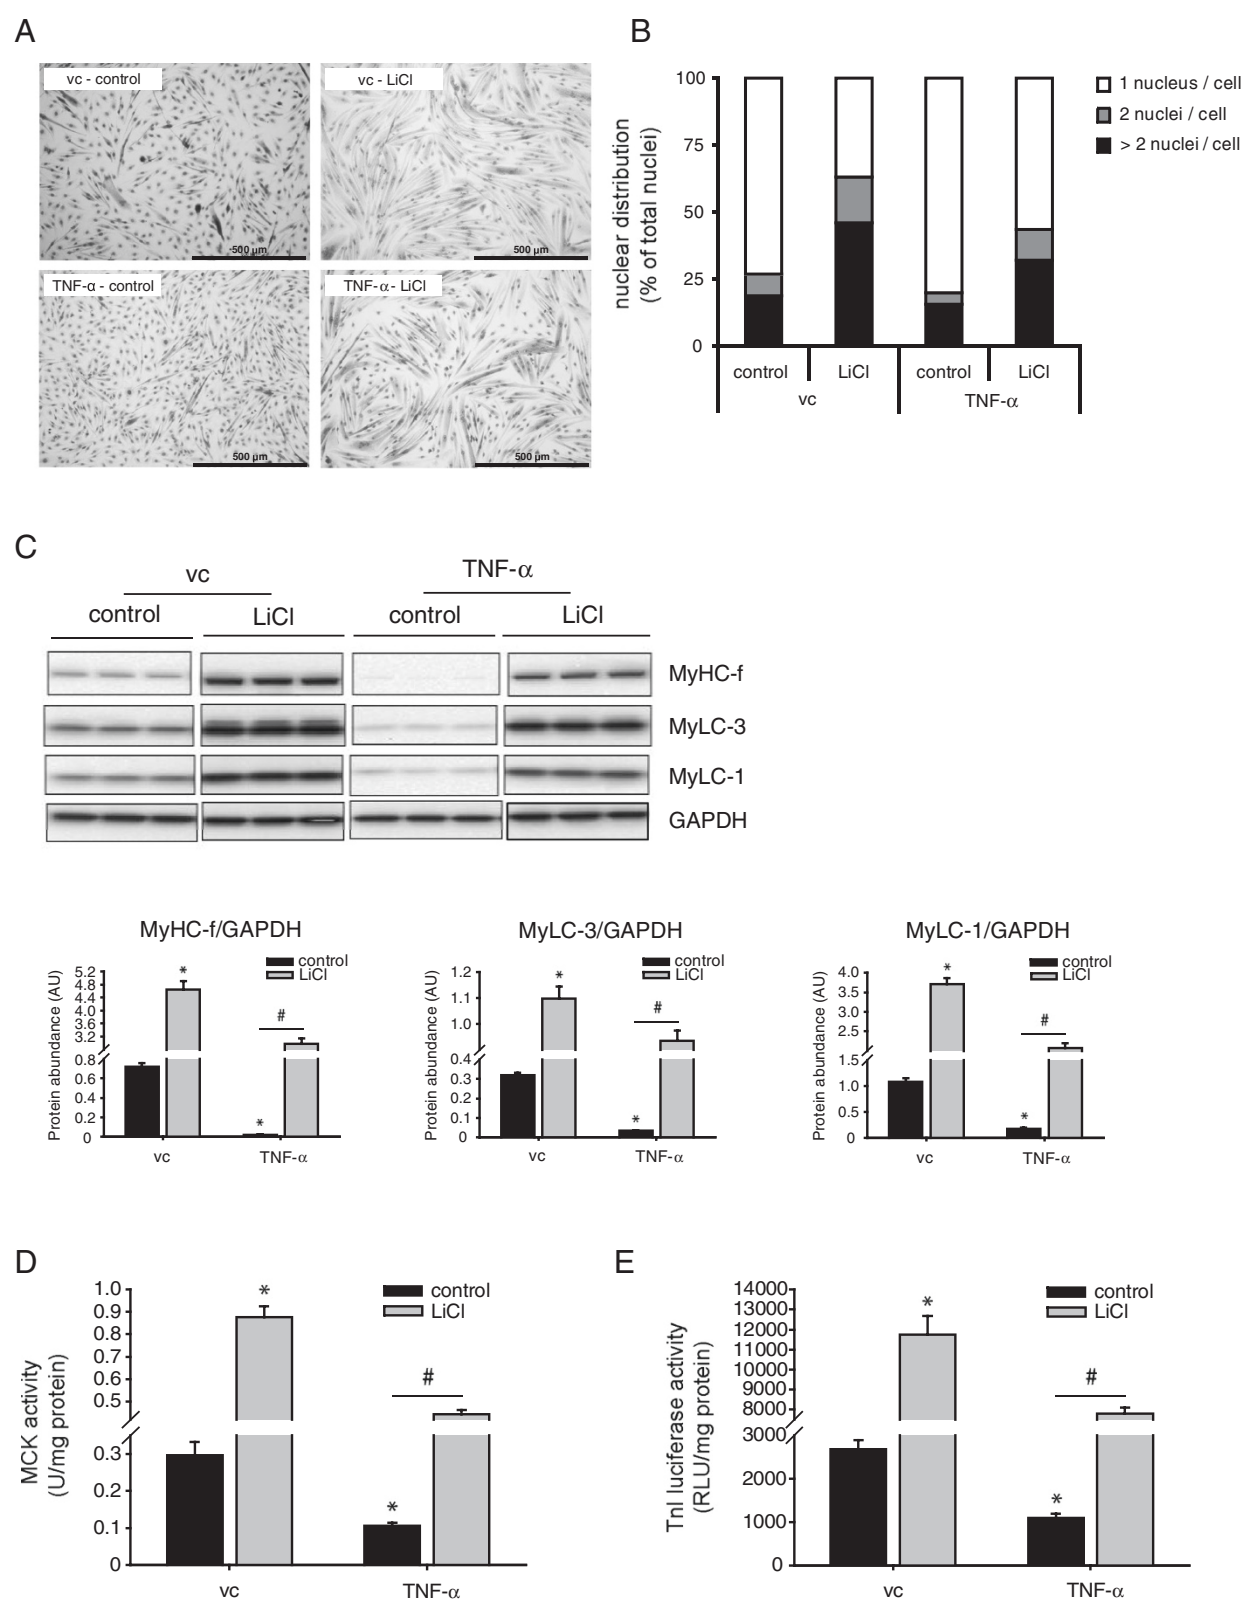 A
vc - control
vc - LiCl
500 µm
500 µm
TNF-α - control
TNF-α - LiCl
500 µm
500 µm
B
nuclear distribution
(% of total nuclei)
100
75
50
25
0
control
LiCl
control
LiCl
vc
TNF-α
1 nucleus / cell
2 nuclei / cell
> 2 nuclei / cell
C
vc
TNF-α
control
LiCl
control
LiCl
MyHC-f
MyLC-3
MyLC-1
GAPDH
MyHC-f/GAPDH
control
LiCl
Protein abundance (AU)
5.2
4.8
4.4
4.0
3.6
3.2
0.8
0.6
0.4
0.2
0
*
*
#
vc
TNF-α
MyLC-3/GAPDH
control
LiCl
Protein abundance (AU)
1.2
1.1
1.0
0.4
0.3
0.2
0.1
0
*
*
#
vc
TNF-α
MyLC-1/GAPDH
control
LiCl
Protein abundance (AU)
4.0
3.5
3.0
2.5
1.5
1.0
0.5
0
*
*
#
vc
TNF-α
D
MCK activity
(U/mg protein)
1.0
0.9
0.8
0.7
0.6
0.5
0.3
0.2
0.1
0
control
LiCl
*
*
#
vc
TNF-α
E
TnI luciferase activity
(RLU/mg protein)
14000
13000
12000
11000
10000
9000
8000
3000
2000
1000
0
control
LiCl
*
*
#
vc
TNF-α